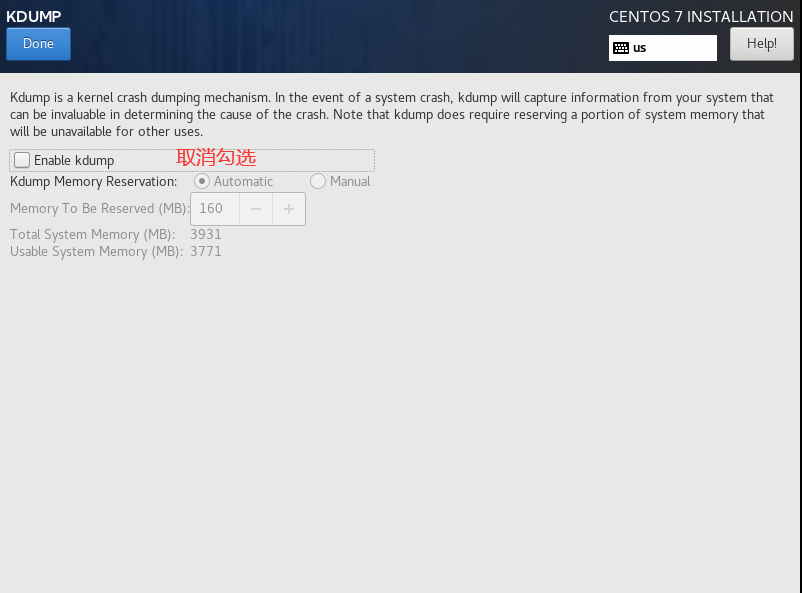 KDUMP
CENTOS 7 INSTALLATION
Done
us
Help!
Kdump is a kernel crash dumping mechanism. In the event of a system crash, kdump will capture information from your system that
can be invaluable in determining the cause of the crash. Note that kdump does require reserving a portion of system memory that
will be unavailable for other uses.
Enable kdump 取消勾选
Kdump Memory Reservation: Automatic Manual
Memory To Be Reserved (MB): 160 − +
Total System Memory (MB): 3931
Usable System Memory (MB): 3771